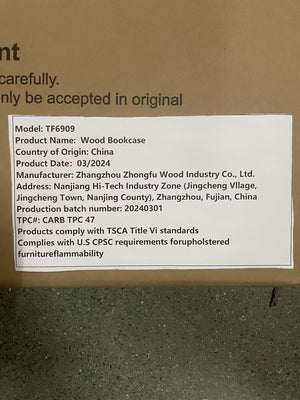 nt
carefully.
nly be accepted in original
Model: TF6909
Product Name:  Wood Bookcase
Country of Origin: China
Product Date： 03/2024
Manufacturer: Zhangzhou Zhongfu Wood Industry Co., Ltd.
Address: Nanjiang Hi-Tech Industry Zone (Jingcheng Vllage,
Jingcheng Town, Nanjing County), Zhangzhou, Fujian, China
Production batch number: 20240301
TPC#: CARB TPC 47
Products comply with TSCA Title Vi standards
Complies with U.S CPSC requirements forupholstered
furnitureflammability